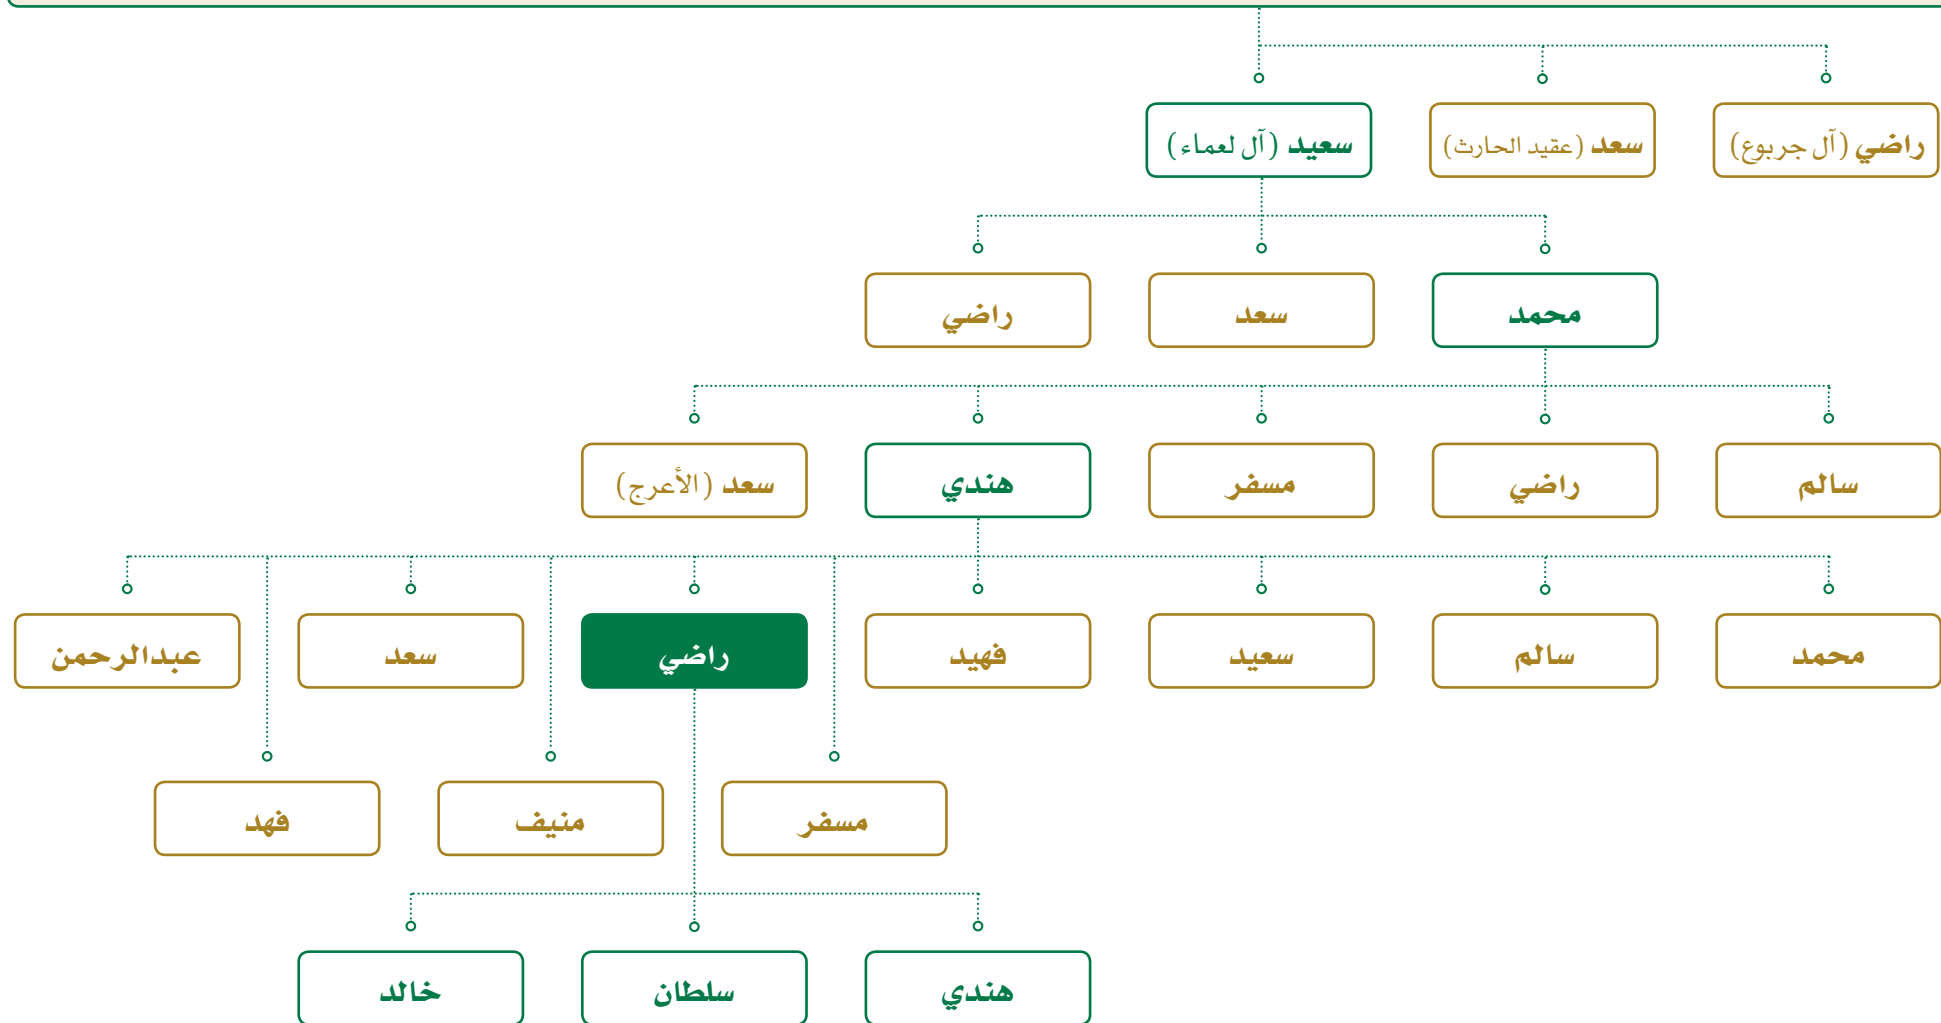 راضي (آل جربوع)
سعد (عقيد الحارث)
سعيد (آل لعماء)
محمد
سعد
راضي
سالم
راضي
مسفر
هندي
سعد (الأعرج)
محمد
سالم
سعيد
فهيد
راضي
سعد
عبدالرحمن
مسفر
منيف
فهد
هندي
سلطان
خالد